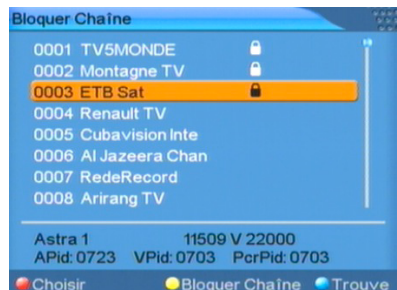 Bloquer Chaîne
0001 TV5MONDE
0002 Montagne TV
0003 ETB Sat
0004 Renault TV
0005 Cubavision Inte
0006 Al Jazeera Chan
0007 RedeRecord
0008 Arirang TV
Astra 1 11509 V 22000
APid: 0723 VPid: 0703 PcrPid: 0703
Choisir Bloquer Chaîne Trouve